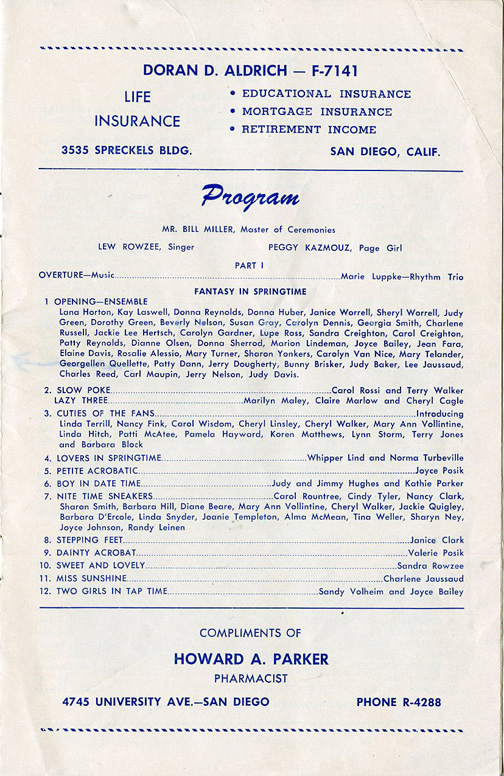 DORAN D. ALDRICH — F-7141
LIFE
INSURANCE
• EDUCATIONAL INSURANCE
• MORTGAGE INSURANCE
• RETIREMENT INCOME
3535 SPRECKELS BLDG.
SAN DIEGO, CALIF.
Program
MR. BILL MILLER, Master of Ceremonies
LEW ROWZEE, Singer
PEGGY KAZMOUZ, Page Girl
PART I
OVERTURE—Music Marie Luppke—Rhythm Trio
FANTASY IN SPRINGTIME
1 OPENING—ENSEMBLE
Lana Horton, Kay Laswell, Donna Reynolds, Donna Huber, Janice Worrell, Sheryl Worrell, Judy
Green, Dorothy Green, Beverly Nelson, Susan Gray, Carolyn Dennis, Georgia Smith, Charlene
Russell, Jackie Lee Hertsch, Carolyn Gardner, Lupe Ross, Sandra Creighton, Carol Creighton,
Patty Reynolds, Dianne Olsen, Donna Sherrod, Marion Lindeman, Joyce Bailey, Jean Fara,
Elaine Davis, Rosalie Alessio, Mary Turner, Sharon Yonkers, Carolyn Van Nice, Mary Telander,
Georgellen Quellette, Patty Dann, Jerry Dougherty, Bunny Brisker, Judy Baker, Lee Jaussaud,
Charles Reed, Carl Maupin, Jerry Nelson, Judy Davis.
2. SLOW POKE Carol Rossi and Terry Walker
LAZY THREE Marilyn Maley, Claire Marlow and Cheryl Cagle
3. CUTIES OF THE FANS Introducing
Linda Terrill, Nancy Fink, Carol Wisdom, Cheryl Linsley, Cheryl Walker, Mary Ann Vollintine,
Linda Hitch, Patti McAtee, Pamela Hayward, Koren Matthews, Lynn Storm, Terry Jones
and Barbara Block
4. LOVERS IN SPRINGTIME Whipper Lind and Norma Turbeville
5. PETITE ACROBATIC Joyce Posik
6. BOY IN DATE TIME Judy and Jimmy Hughes and Kathie Parker
7. NITE TIME SNEAKERS Carol Rountree, Cindy Tyler, Nancy Clark,
Sharon Smith, Barbara Hill, Diane Beare, Mary Ann Vollintine, Cheryl Walker, Jackie Quigley,
Barbara D'Ercole, Linda Snyder, Joanie Templeton, Alma McMean, Tina Weller, Sharyn Ney,
Joyce Johnson, Randy Leinen
8. STEPPING FEET Janice Clark
9. DAINTY ACROBAT Valerie Posik
10. SWEET AND LOVELY Sandra Rowzee
11. MISS SUNSHINE Charlene Jaussaud
12. TWO GIRLS IN TAP TIME Sandy Volheim and Joyce Bailey
COMPLIMENTS OF
HOWARD A. PARKER
PHARMACIST
4745 UNIVERSITY AVE.—SAN DIEGO
PHONE R-4288